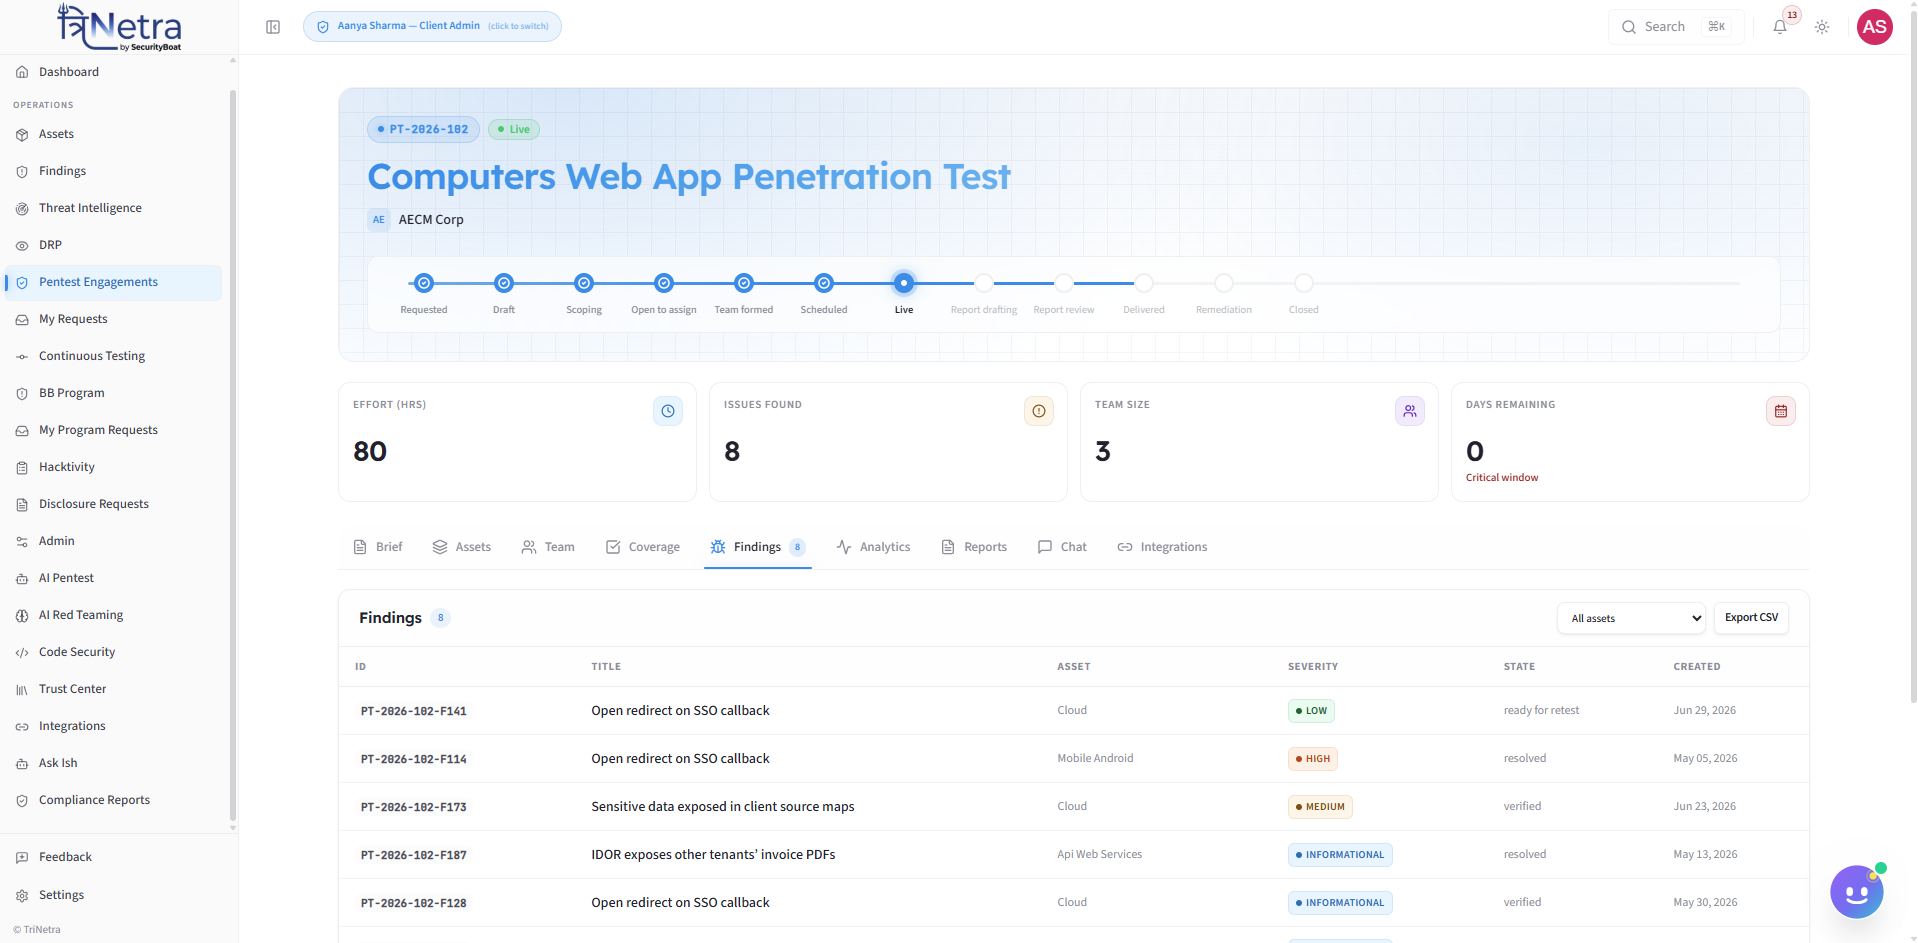 त्रिNetra
by SecurityBoat
Aanya Sharma — Client Admin (click to switch)
Search ⌘K
13
AS
Dashboard
OPERATIONS
Assets
Findings
Threat Intelligence
DRP
Pentest Engagements
My Requests
Continuous Testing
BB Program
My Program Requests
Hacktivity
Disclosure Requests
Admin
AI Pentest
AI Red Teaming
Code Security
Trust Center
Integrations
Ask Ish
Compliance Reports
Feedback
Settings
© TriNetra
PT-2026-102 Live
Computers Web App Penetration Test
AE AECM Corp
Requested Draft Scoping Open to assign Team formed Scheduled Live Report drafting Report review Delivered Remediation Closed
EFFORT (HRS)
80
ISSUES FOUND
8
TEAM SIZE
3
DAYS REMAINING
0
Critical window
Brief Assets Team Coverage Findings 8 Analytics Reports Chat Integrations
Findings 8 All assets Export CSV
ID TITLE ASSET SEVERITY STATE CREATED
PT-2026-102-F141 Open redirect on SSO callback Cloud LOW ready for retest Jun 29, 2026
PT-2026-102-F114 Open redirect on SSO callback Mobile Android HIGH resolved May 05, 2026
PT-2026-102-F173 Sensitive data exposed in client source maps Cloud MEDIUM verified Jun 23, 2026
PT-2026-102-F187 IDOR exposes other tenants’ invoice PDFs Api Web Services INFORMATIONAL resolved May 13, 2026
PT-2026-102-F128 Open redirect on SSO callback Cloud INFORMATIONAL verified May 30, 2026